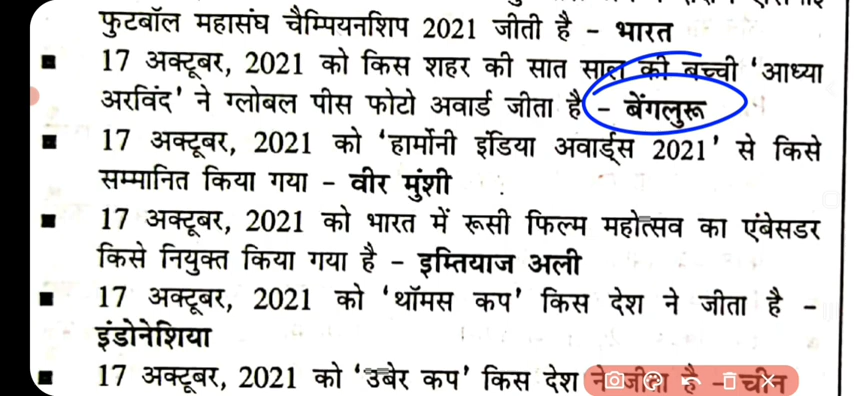 फुटबॉल महासंघ चैम्पियनशिप 2021 जीती है – भारत
■ 17 अक्टूबर, 2021 को किस शहर की सात साल की बच्ची ‘आध्या
अरविंद’ ने ग्लोबल पीस फोटो अवार्ड जीता है – बेंगलुरू
■ 17 अक्टूबर, 2021 को ‘हार्मोनी इंडिया अवार्ड्स 2021’ से किसे
सम्मानित किया गया – वीर मुंशी
■ 17 अक्टूबर, 2021 को भारत में रूसी फिल्म महोत्सव का एंबेसडर
किसे नियुक्त किया गया है – इम्तियाज अली
■ 17 अक्टूबर, 2021 को ‘थॉमस कप’ किस देश ने जीता है –
इंडोनेशिया
■ 17 अक्टूबर, 2021 को ‘उबेर कप’ किस देश ने जीता है – चीन